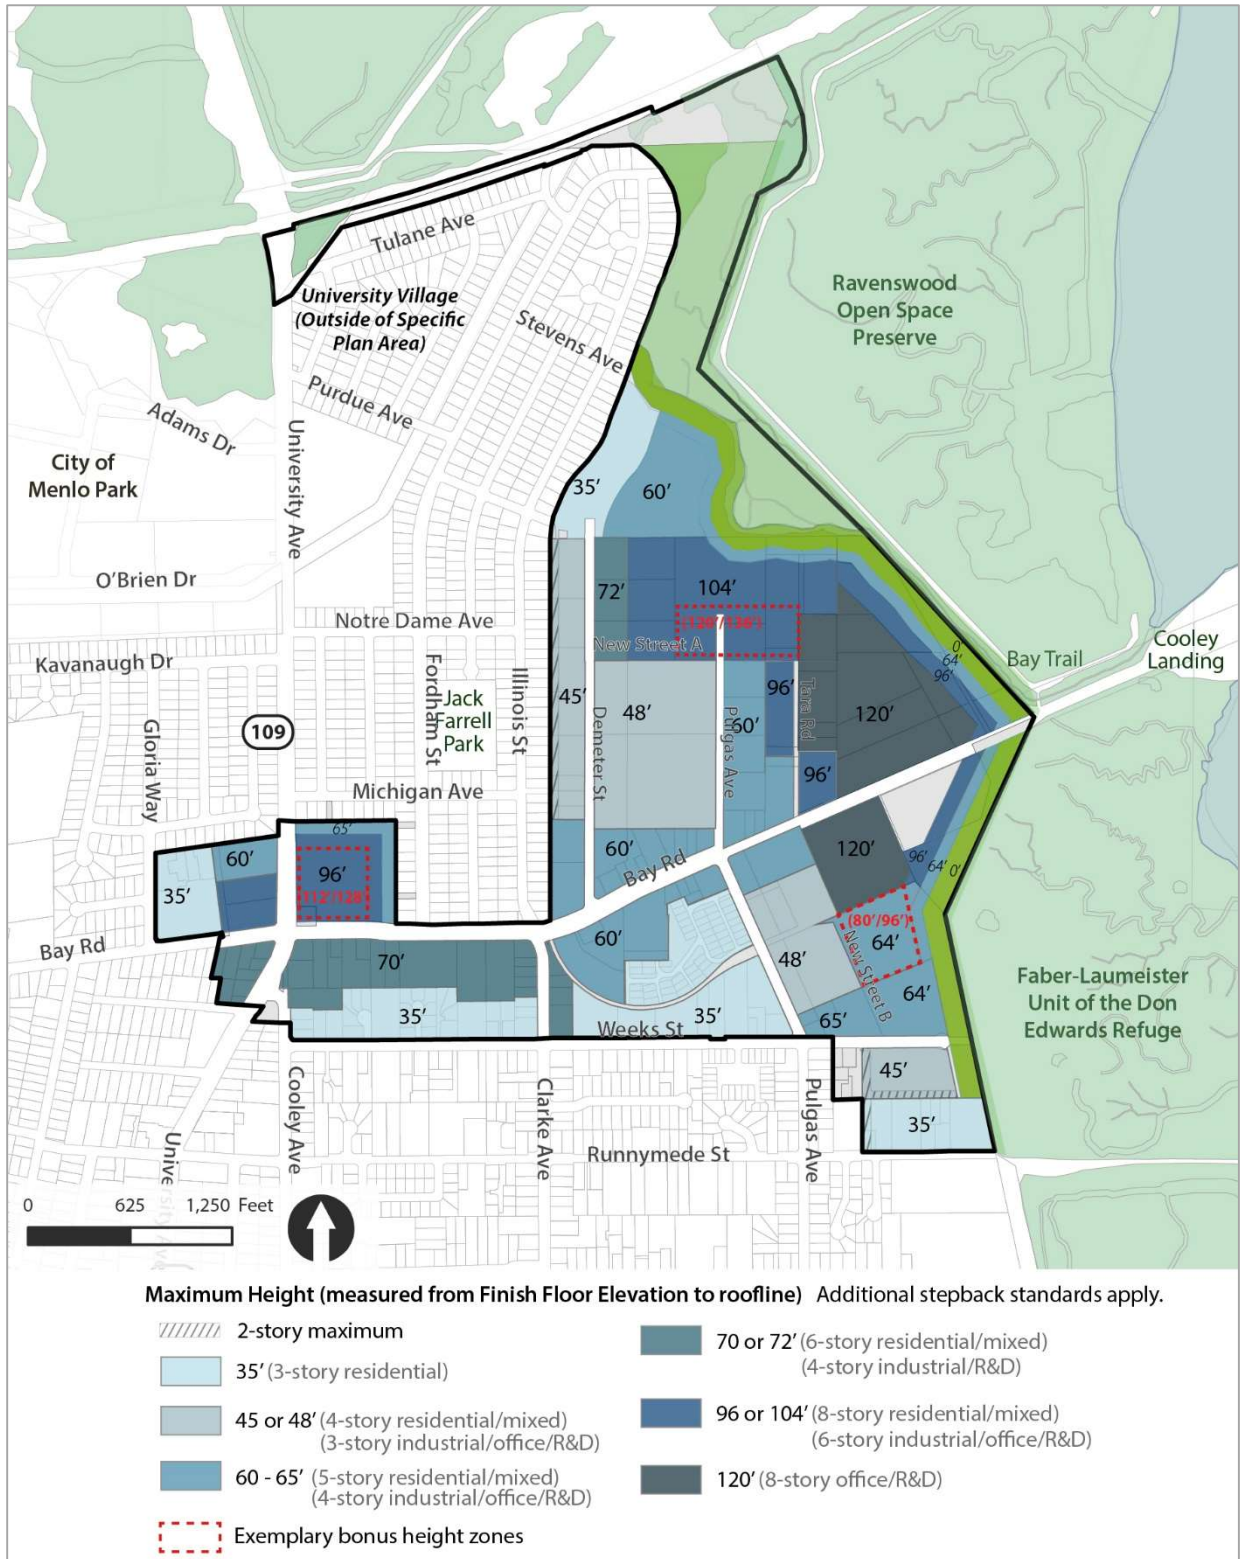 Tulane Ave
University Village
(Outside of Specific
Plan Area)
Stevens Ave
Ravenswood
Open Space
Preserve
Purdue Ave
Adams Dr
City of
Menlo Park
University Ave
35'
60'
O'Brien Dr
72'
104'
Notre Dame Ave
New Street A
Kavanaugh Dr
Fordham St
Illinois St
Jack
Farrell
Park
Gloria Way
109
45'
48'
Demeter St
60'
Pulgas Ave
96'
Tara Rd
120'
0'
64'
96'
Bay Trail
Cooley
Landing
96'
Michigan Ave
65'
60'
35'
96'
112'/128'
60'
Bay Rd
120'
96'
64'
0'
Bay Rd
70'
60'
(80'/96')
64'
48'
New Street B
64'
Faber-Laumeister
Unit of the Don
Edwards Refuge
35'
35'
65'
Weeks St
45'
35'
Cooley Ave
Clarke Ave
Pulgas Ave
University Ave
Runnymede St
0 625 1,250 Feet
Maximum Height (measured from Finish Floor Elevation to roofline) Additional stepback standards apply.
2-story maximum
35' (3-story residential)
45 or 48' (4-story residential/mixed)
(3-story industrial/office/R&D)
60 - 65' (5-story residential/mixed)
(4-story industrial/office/R&D)
Exemplary bonus height zones
70 or 72' (6-story residential/mixed)
(4-story industrial/R&D)
96 or 104' (8-story residential/mixed)
(6-story industrial/office/R&D)
120' (8-story office/R&D)